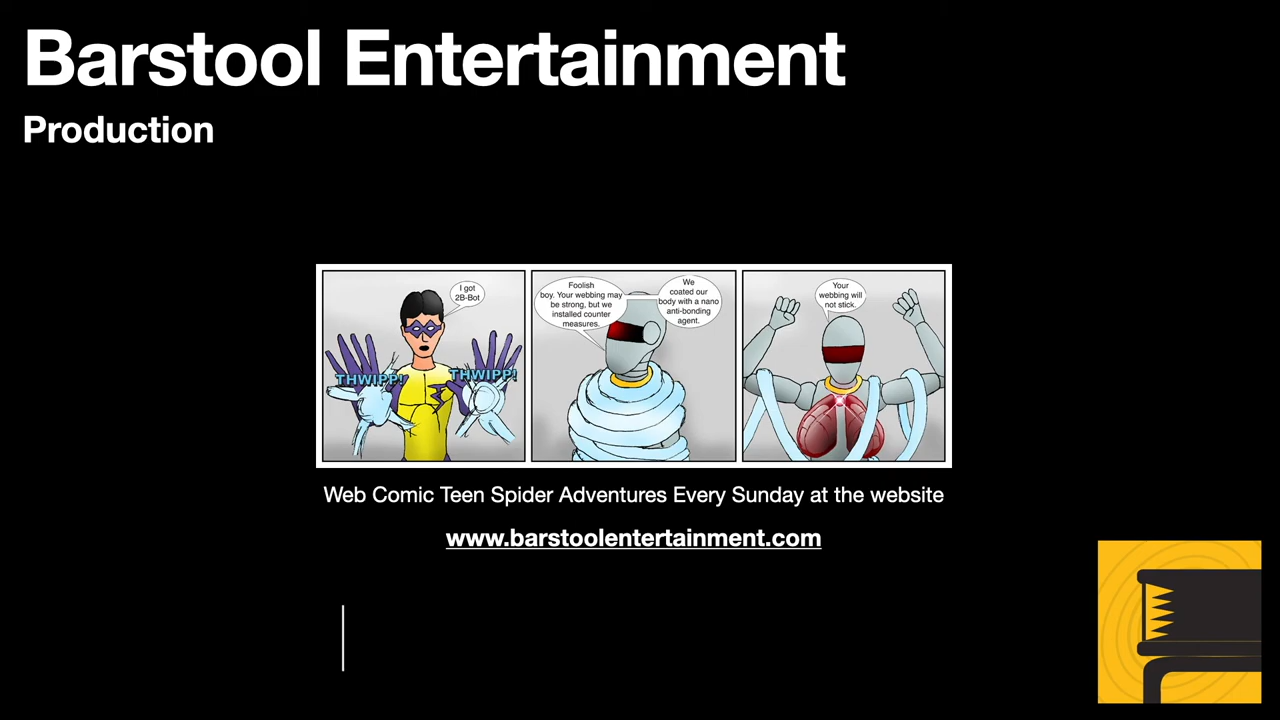 Barstool Entertainment
Production
I got
2B-Bot
THWIPP!
THWIPP!
Foolish
boy. Your webbing may
be strong, but we
installed counter
measures.
We
coated our
body with a nano
anti-bonding
agent.
Your
webbing will
not stick.
Web Comic Teen Spider Adventures Every Sunday at the website
www.barstoolentertainment.com